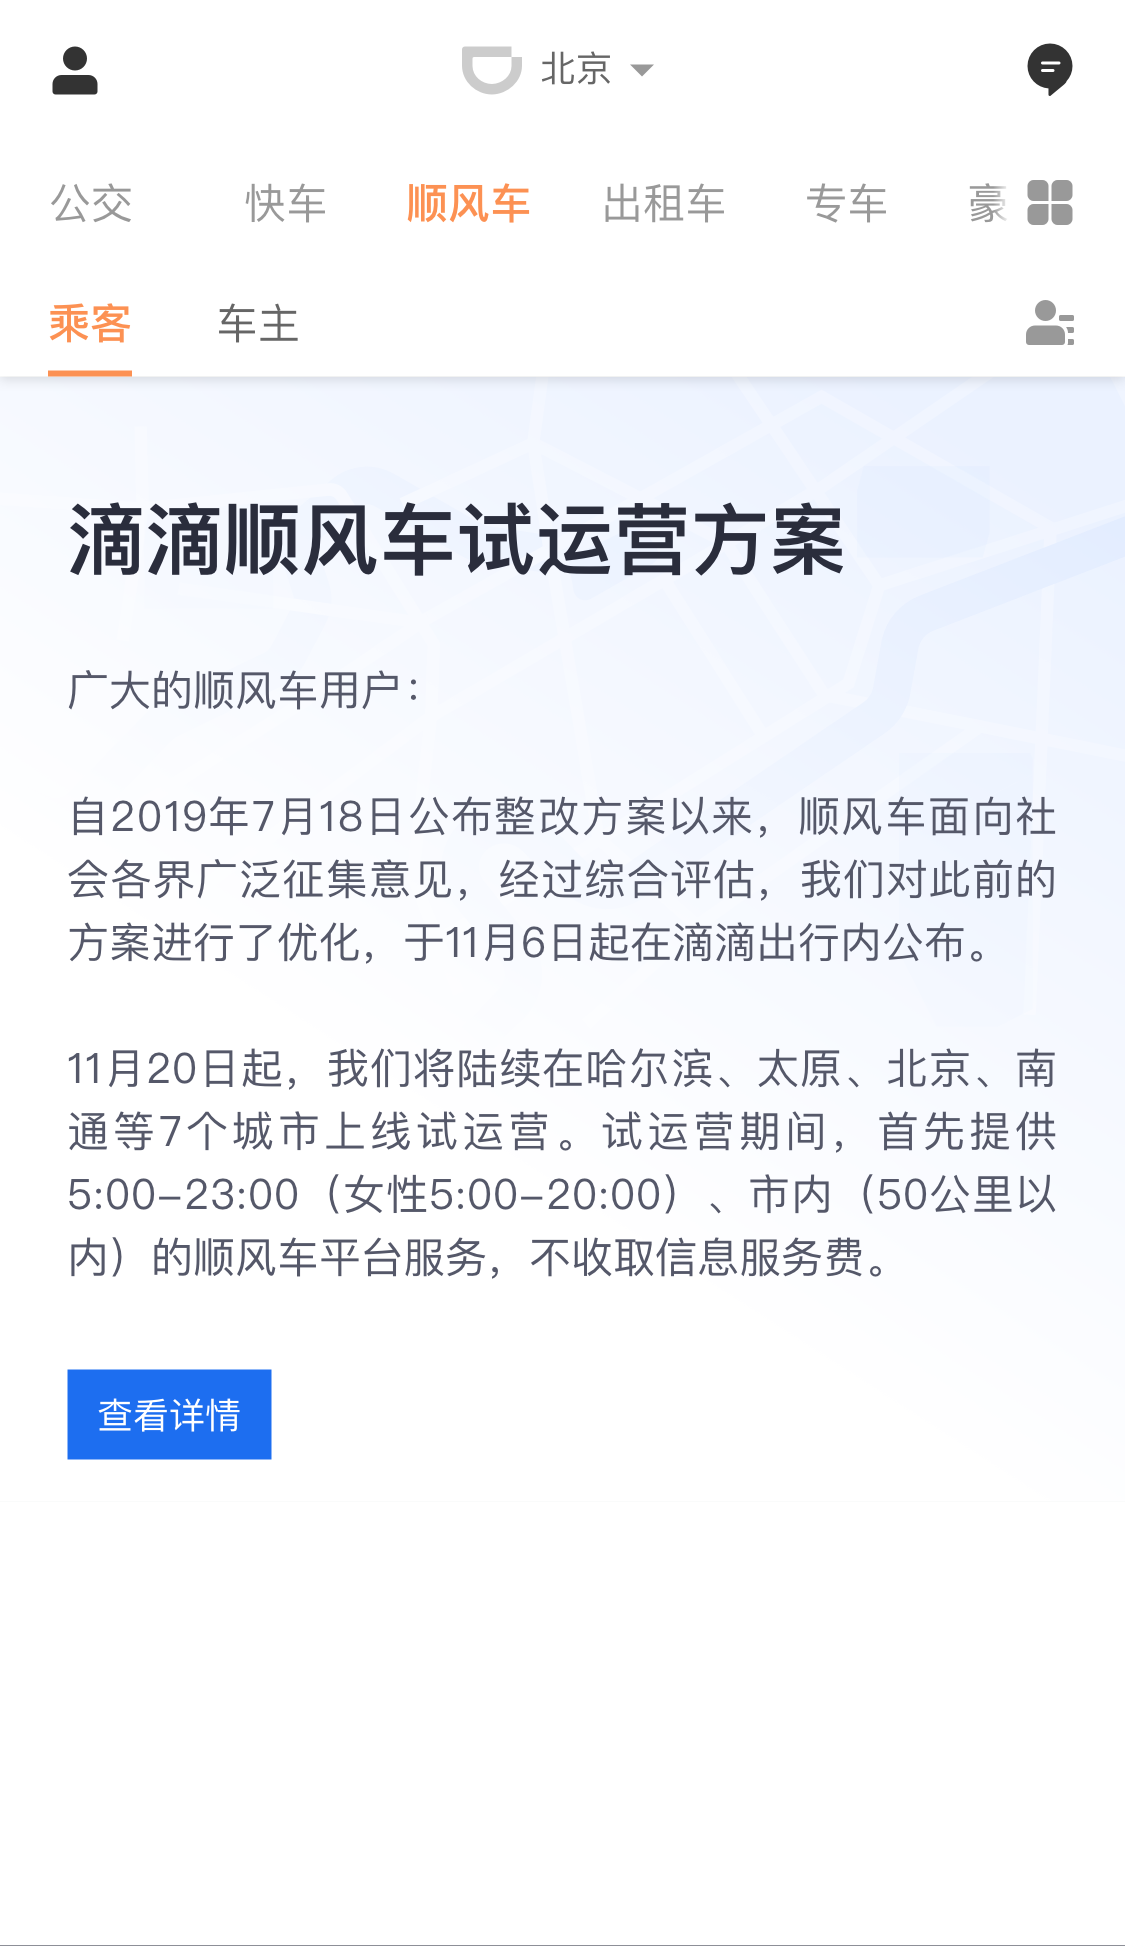 北京
公交 快车 顺风车 出租车 专车 豪
乘客 车主
滴滴顺风车试运营方案
广大的顺风车用户：
自2019年7月18日公布整改方案以来，顺风车面向社
会各界广泛征集意见，经过综合评估，我们对此前的
方案进行了优化，于11月6日起在滴滴出行内公布。
11月20日起，我们将陆续在哈尔滨、太原、北京、南
通等7个城市上线试运营。试运营期间，首先提供
5:00–23:00（女性5:00–20:00）、市内（50公里以
内）的顺风车平台服务，不收取信息服务费。
查看详情